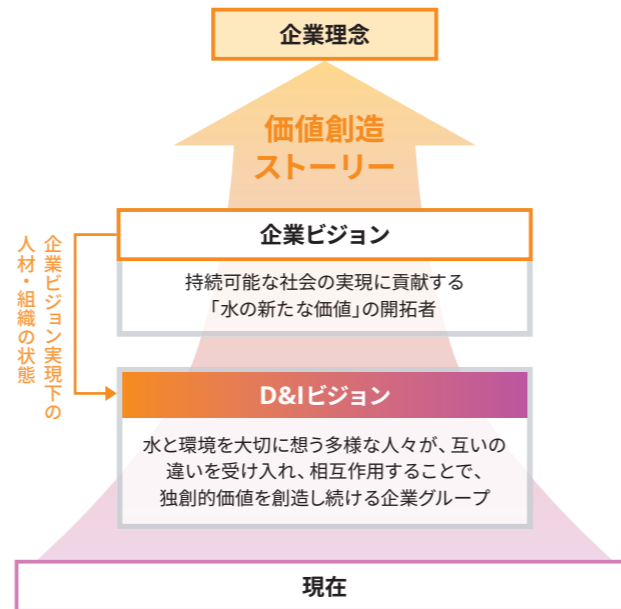 企業理念
価値創造
ストーリー
企業ビジョン
持続可能な社会の実現に貢献する
「水の新たな価値」の開拓者
企業ビジョン実現下の
人材・組織の状態
D&Iビジョン
水と環境を大切に想う多様な人々が、互いの
違いを受け入れ、相互作用することで、
独創的価値を創造し続ける企業グループ
現在